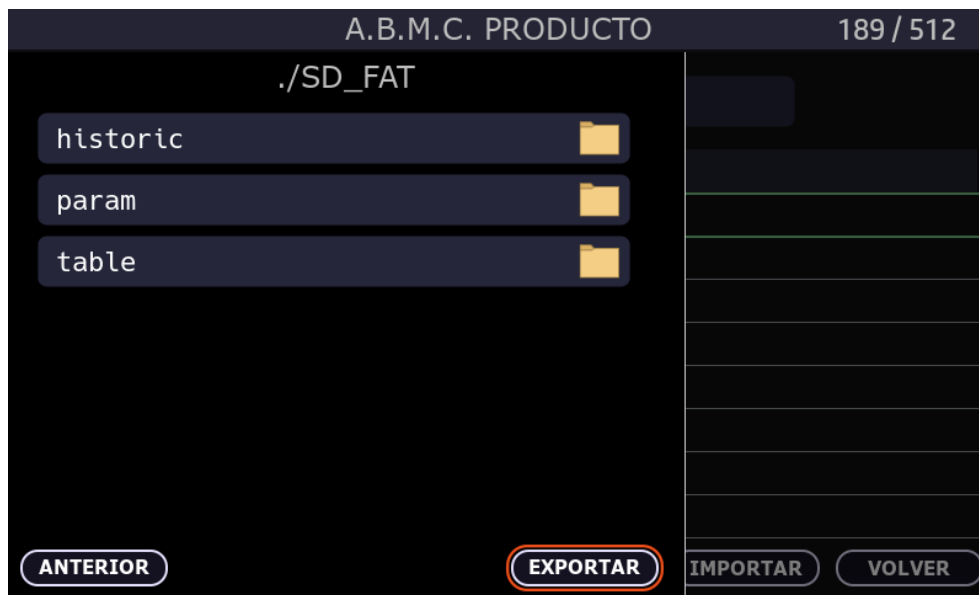 A.B.M.C. PRODUCTO 189 / 512
./SD_FAT
historic
param
table
ANTERIOR EXPORTAR IMPORTAR VOLVER